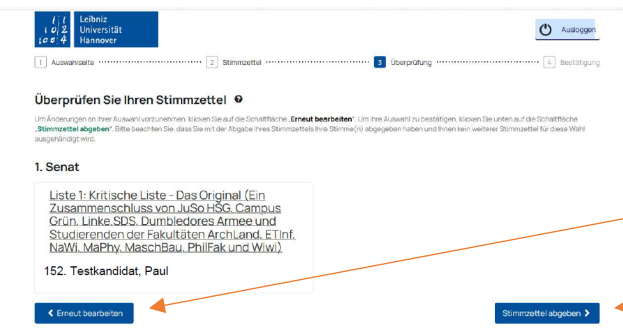 Leibniz
Universität
Hannover
Ausloggen
1 Auswahlseite 2 Stimmzettel 3 Überprüfung 4 Bestätigung
Überprüfen Sie Ihren Stimmzettel
Um Änderungen an Ihrer Auswahl vorzunehmen, klicken Sie auf die Schaltfläche „Erneut bearbeiten". Um Ihre Auswahl zu bestätigen, klicken Sie unten auf die Schaltfläche
„Stimmzettel abgeben". Bitte beachten Sie, dass Sie mit der Abgabe Ihres Stimmzettels Ihre Stimme(n) abgegeben haben und Ihnen kein weiterer Stimmzettel für diese Wahl
ausgehändigt wird.
1. Senat
Liste 1: Kritische Liste - Das Original (Ein
Zusammenschluss von JuSo HSG, Campus
Grün, Linke.SDS, Dumbledores Armee und
Studierenden der Fakultäten ArchLand, ETInf,
NaWi, MaPhy, MaschBau, PhilFak und Wiwi)
152. Testkandidat, Paul
Erneut bearbeiten
Stimmzettel abgeben